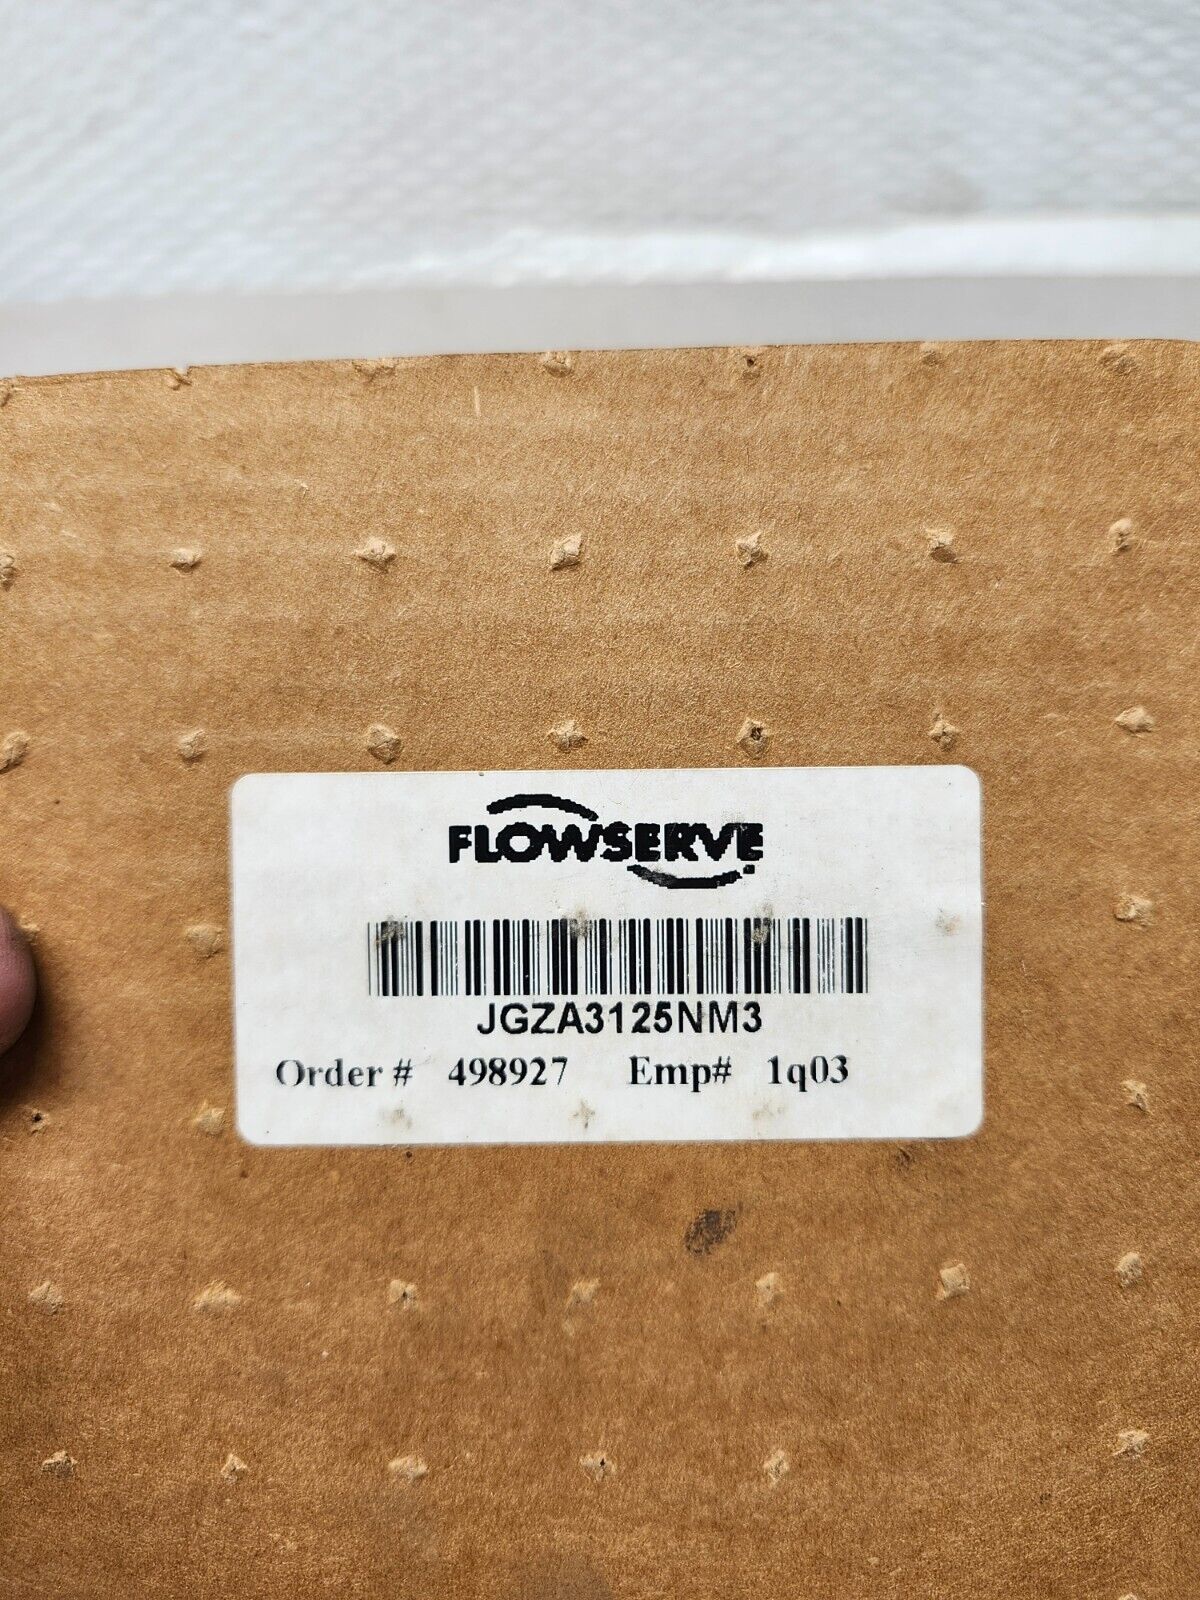 FLOWSERVE
JGZA3125NM3
Order # 498927 Emp# 1q03